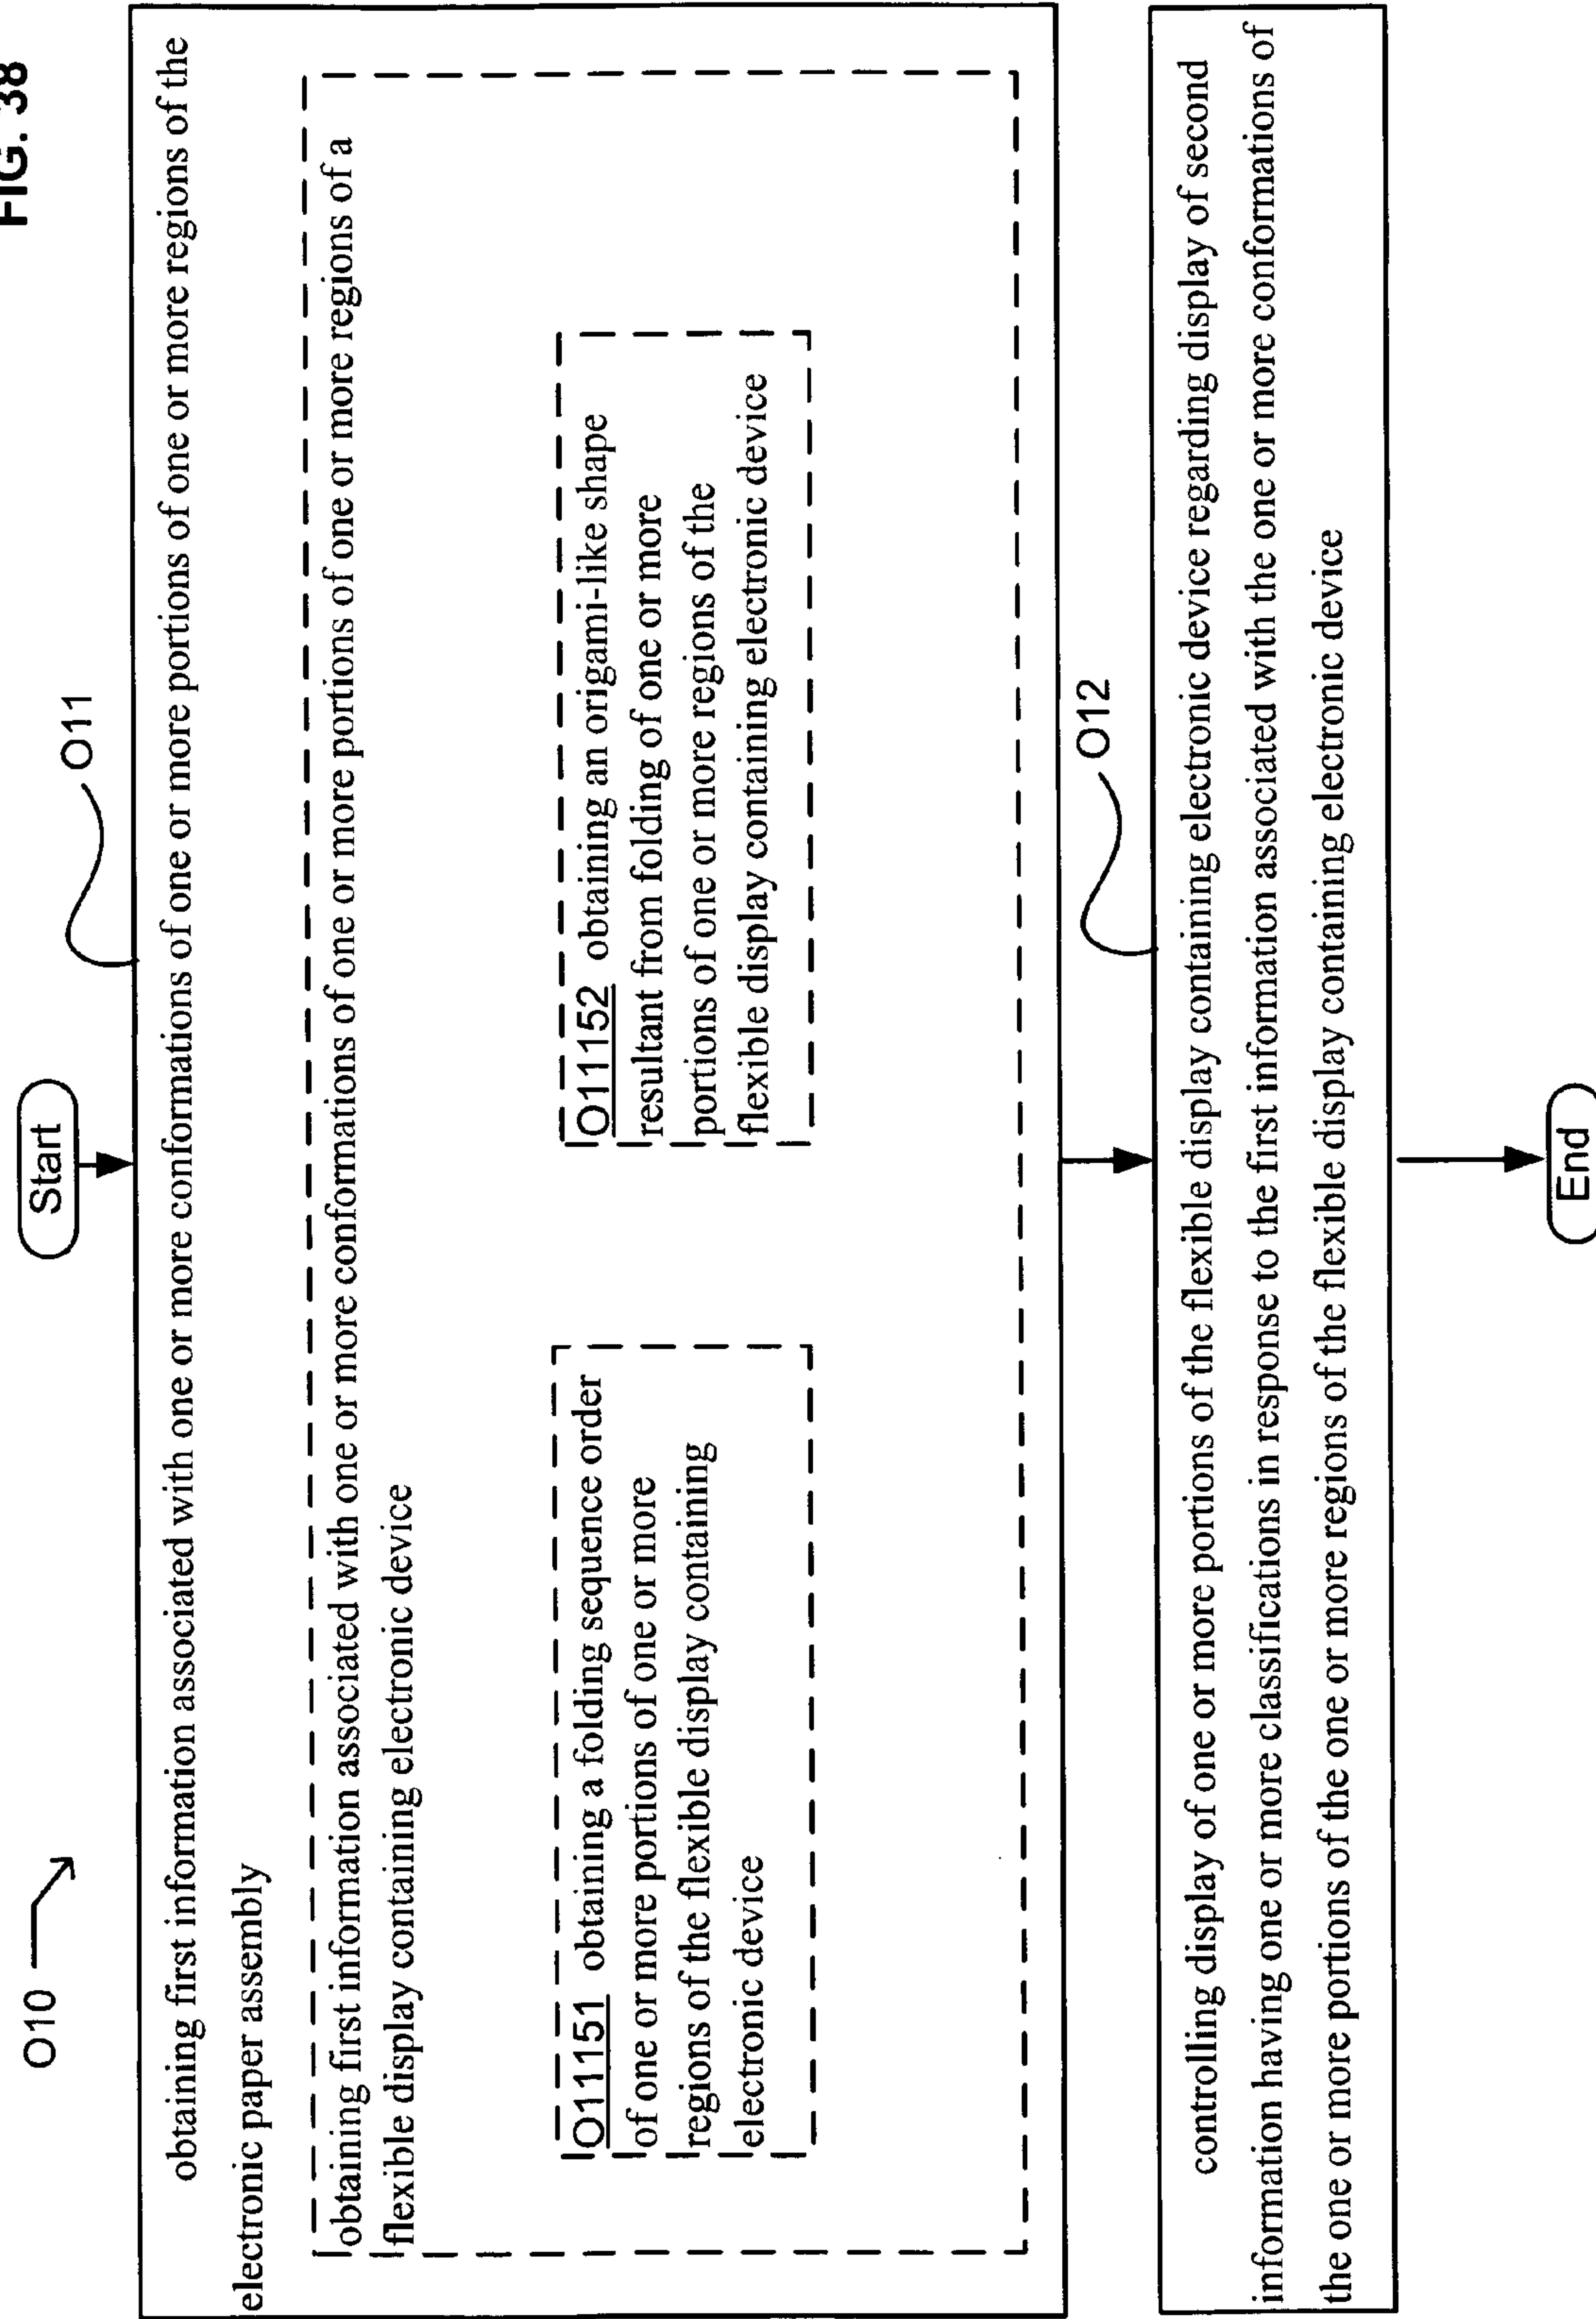 FIG. 38
O10
Start
O11
obtaining first information associated with one or more conformations of one or more portions of one or more regions of the
electronic paper assembly
obtaining first information associated with one or more conformations of one or more portions of one or more regions of a
flexible display containing electronic device
O11151 obtaining a folding sequence order
of one or more portions of one or more
regions of the flexible display containing
electronic device
O11152 obtaining an origami-like shape
resultant from folding of one or more
portions of one or more regions of the
flexible display containing electronic device
O12
controlling display of one or more portions of the flexible display containing electronic device regarding display of second
information having one or more classifications in response to the first information associated with the one or more conformations of
the one or more portions of the one or more regions of the flexible display containing electronic device
End